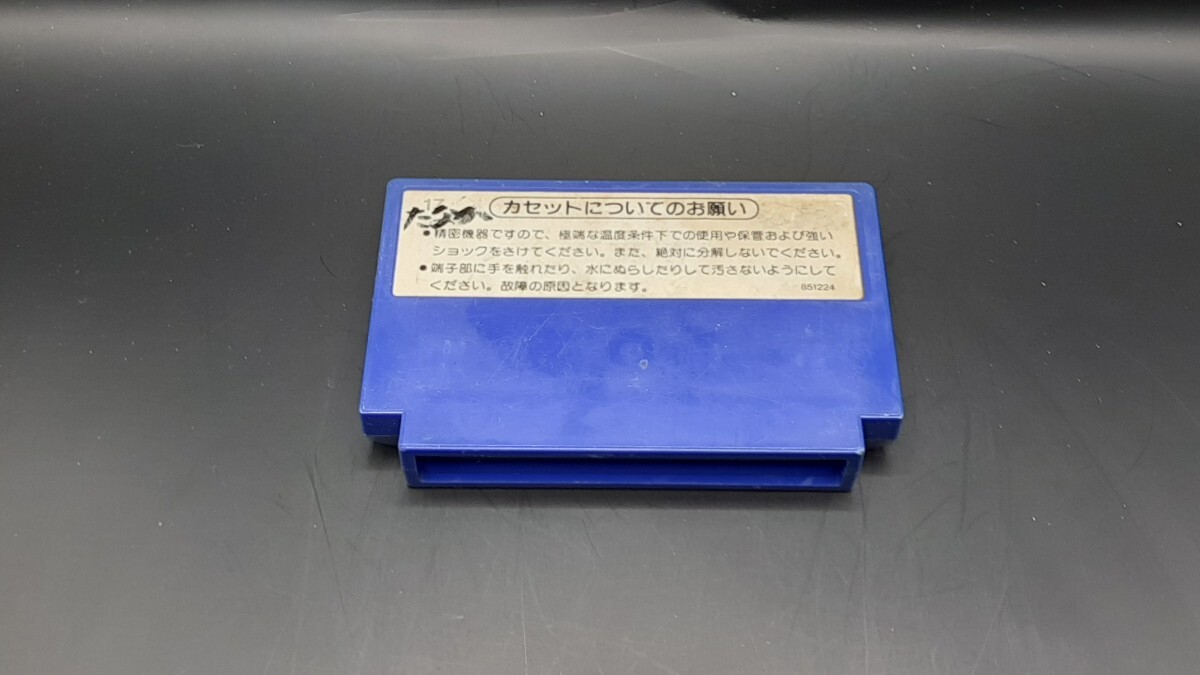 17
たなか
カセットについてのお願い
●精密機器ですので、極端な温度条件下での使用や保管および強い
ショックをさけてください。また、絶対に分解しないでください。
●端子部に手を触れたり、水にぬらしたりして汚さないようにして
ください。故障の原因となります。
851224